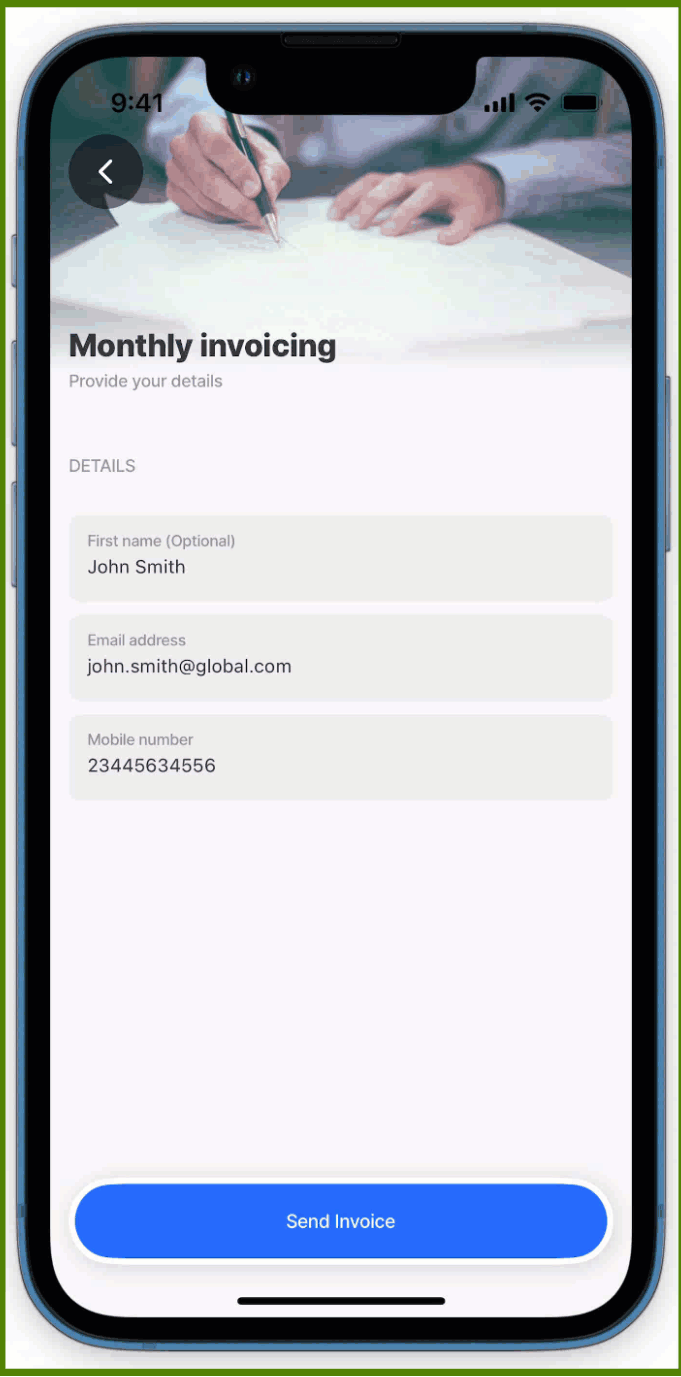 9:41
Monthly invoicing
Provide your details
DETAILS
First name (Optional)
John Smith
Email address
john.smith@global.com
Mobile number
23445634556
Send Invoice